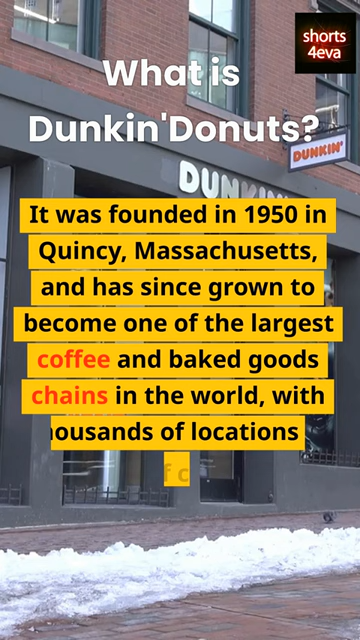 shorts
4eva
What is
Dunkin'Donuts?
DUNKIN'
DUNKIN'
It was founded in 1950 in
Quincy, Massachusetts,
and has since grown to
become one of the largest
coffee and baked goods
chains in the world, with
of locations